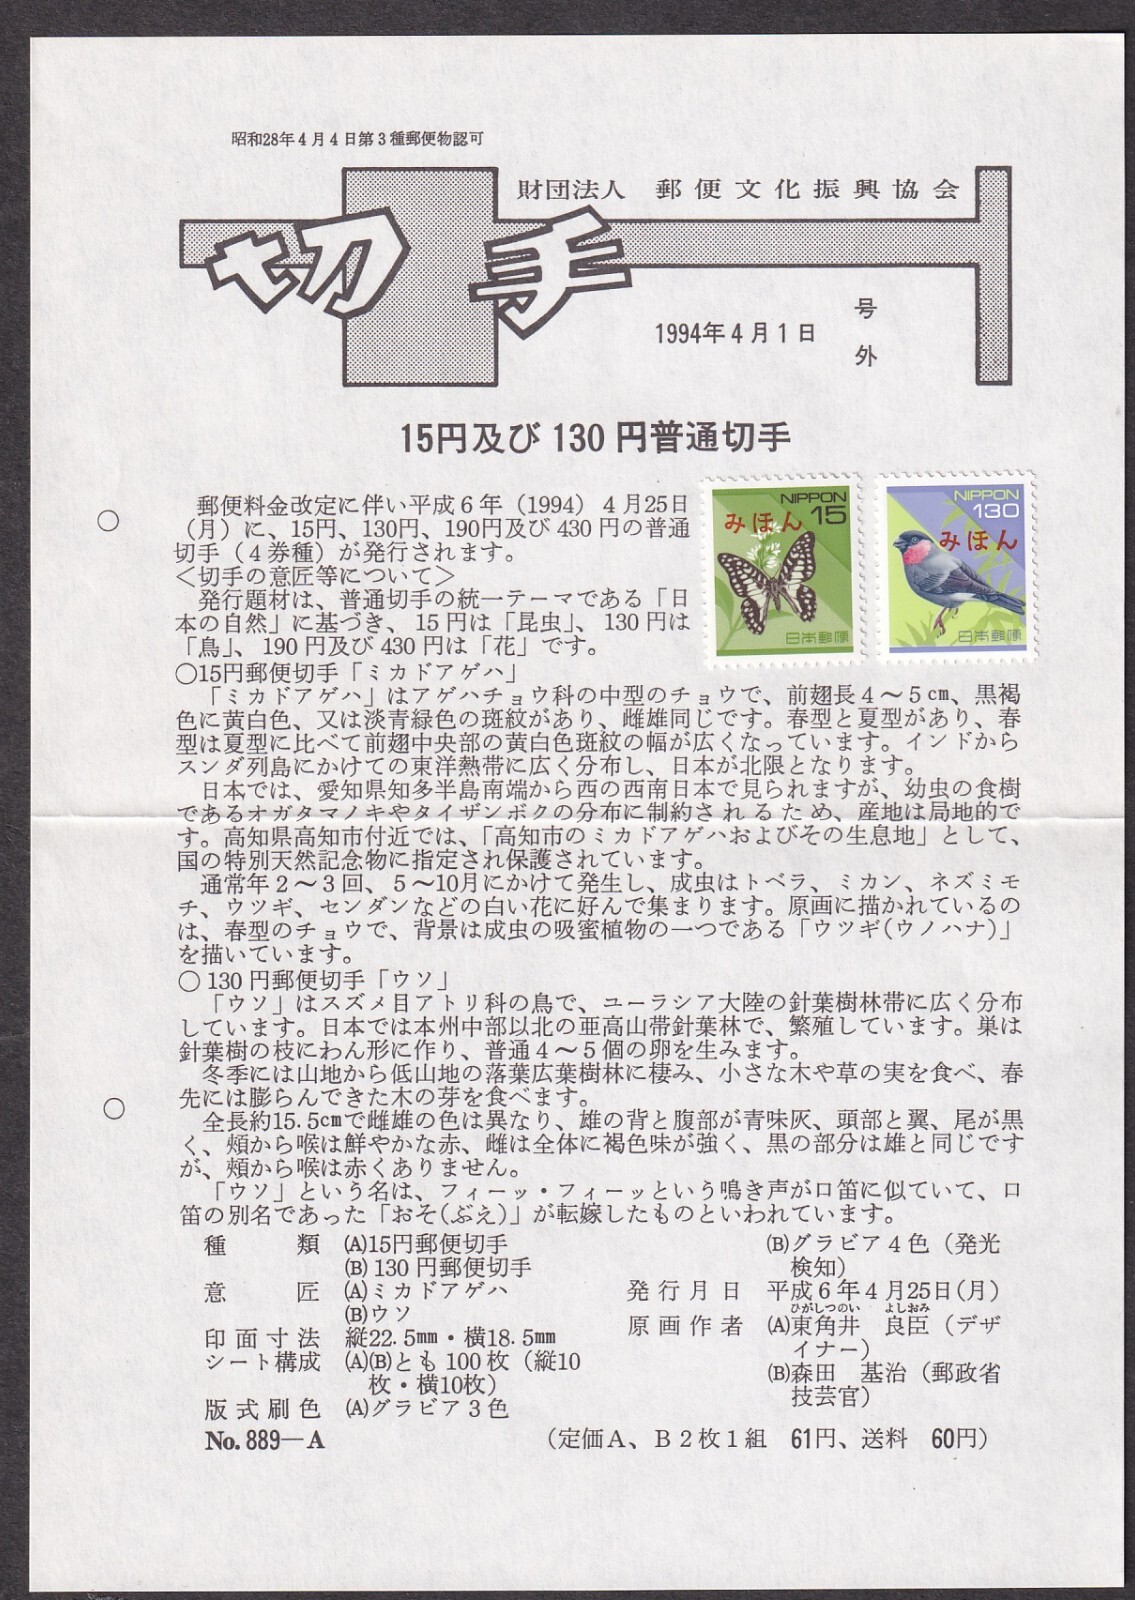 昭和28年4月4日第3種郵便物認可
財団法人　郵便文化振興協会
切手
1994年4月1日
号外
15円及び130円普通切手
郵便料金改定に伴い平成6年（1994）4月25日
（月）に、15円、130円、190円及び430円の普通
切手（4券種）が発行されます。
＜切手の意匠等について＞
発行題材は、普通切手の統一テーマである「日
本の自然」に基づき、15円は「昆虫」、130円は
「鳥」、190円及び430円は「花」です。
NIPPON
みほん 15
日本郵便
NIPPON
130
みほん
日本郵便
○15円郵便切手「ミカドアゲハ」
「ミカドアゲハ」はアゲハチョウ科の中型のチョウで、前翅長4～5cm、黒褐
色に黄白色、又は淡青緑色の斑紋があり、雌雄同じです。春型と夏型があり、春
型は夏型に比べて前翅中央部の黄白色斑紋の幅が広くなっています。インドから
スンダ列島にかけての東洋熱帯に広く分布し、日本が北限となります。
日本では、愛知県知多半島南端から西の西南日本で見られますが、幼虫の食樹
であるオガタマノキやタイザンボクの分布に制約されるため、産地は局地的で
す。高知県高知市付近では、「高知市のミカドアゲハおよびその生息地」として、
国の特別天然記念物に指定され保護されています。
通常年2～3回、5～10月にかけて発生し、成虫はトベラ、ミカン、ネズミモ
チ、ウツギ、センダンなどの白い花に好んで集まります。原画に描かれているの
は、春型のチョウで、背景は成虫の吸蜜植物の一つである「ウツギ(ウノハナ)」
を描いています。
○130円郵便切手「ウソ」
「ウソ」はスズメ目アトリ科の鳥で、ユーラシア大陸の針葉樹林帯に広く分布
しています。日本では本州中部以北の亜高山帯針葉林で、繁殖しています。巣は
針葉樹の枝にわん形に作り、普通4～5個の卵を生みます。
冬季には山地から低山地の落葉広葉樹林に棲み、小さな木や草の実を食べ、春
先には膨らんできた木の芽を食べます。
全長約15.5cmで雌雄の色は異なり、雄の背と腹部が青味灰、頭部と翼、尾が黒
く、頬から喉は鮮やかな赤、雌は全体に褐色味が強く、黒の部分は雄と同じです
が、頬から喉は赤くありません。
「ウソ」という名は、フィーッ・フィーッという鳴き声が口笛に似ていて、口
笛の別名であった「おそ(ぶえ)」が転嫁したものといわれています。
種類　(A)15円郵便切手
(B)130円郵便切手
意匠　(A)ミカドアゲハ
(B)ウソ
印面寸法　縦22.5mm・横18.5mm
シート構成　(A)(B)とも100枚（縦10
枚・横10枚）
版式刷色　(A)グラビア3色
(B)グラビア4色（発光
検知）
発行月日　平成6年4月25日(月)
ひがしつのい　よしおみ
原画作者　(A)東角井　良臣（デザ
イナー）
(B)森田　基治（郵政省
技芸官）
No.889－A
（定価A、B2枚1組　61円、送料　60円）